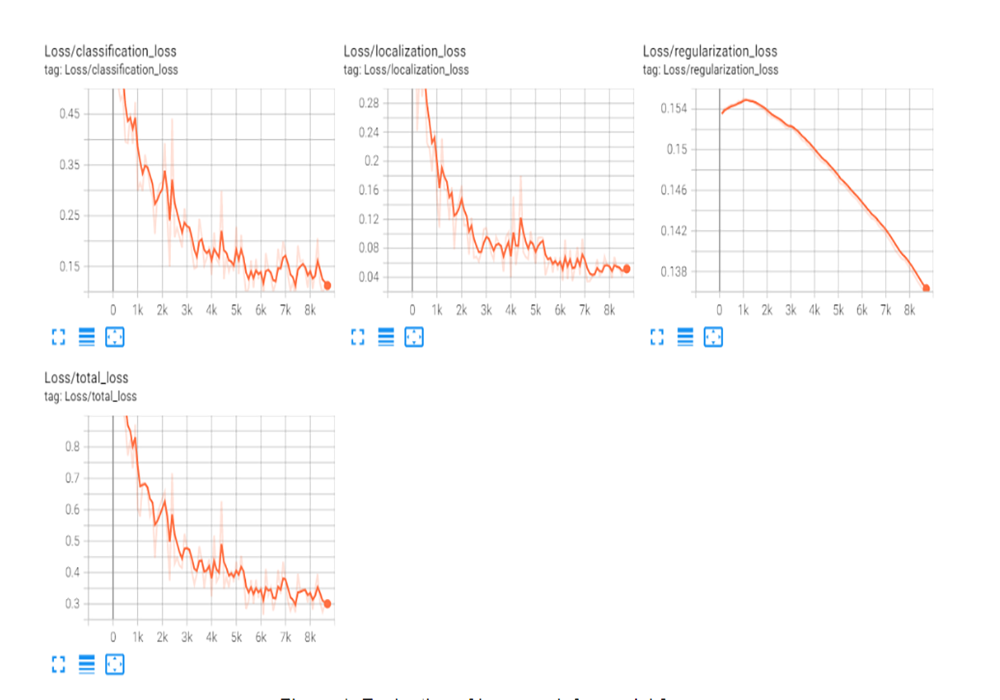 Loss/classification_loss
tag: Loss/classification_loss
0.45
0.35
0.25
0.15
0 1k 2k 3k 4k 5k 6k 7k 8k
Loss/localization_loss
tag: Loss/localization_loss
0.28
0.24
0.2
0.16
0.12
0.08
0.04
0 1k 2k 3k 4k 5k 6k 7k 8k
Loss/regularization_loss
tag: Loss/regularization_loss
0.154
0.15
0.146
0.142
0.138
0 1k 2k 3k 4k 5k 6k 7k 8k
Loss/total_loss
tag: Loss/total_loss
0.8
0.7
0.6
0.5
0.4
0.3
0 1k 2k 3k 4k 5k 6k 7k 8k